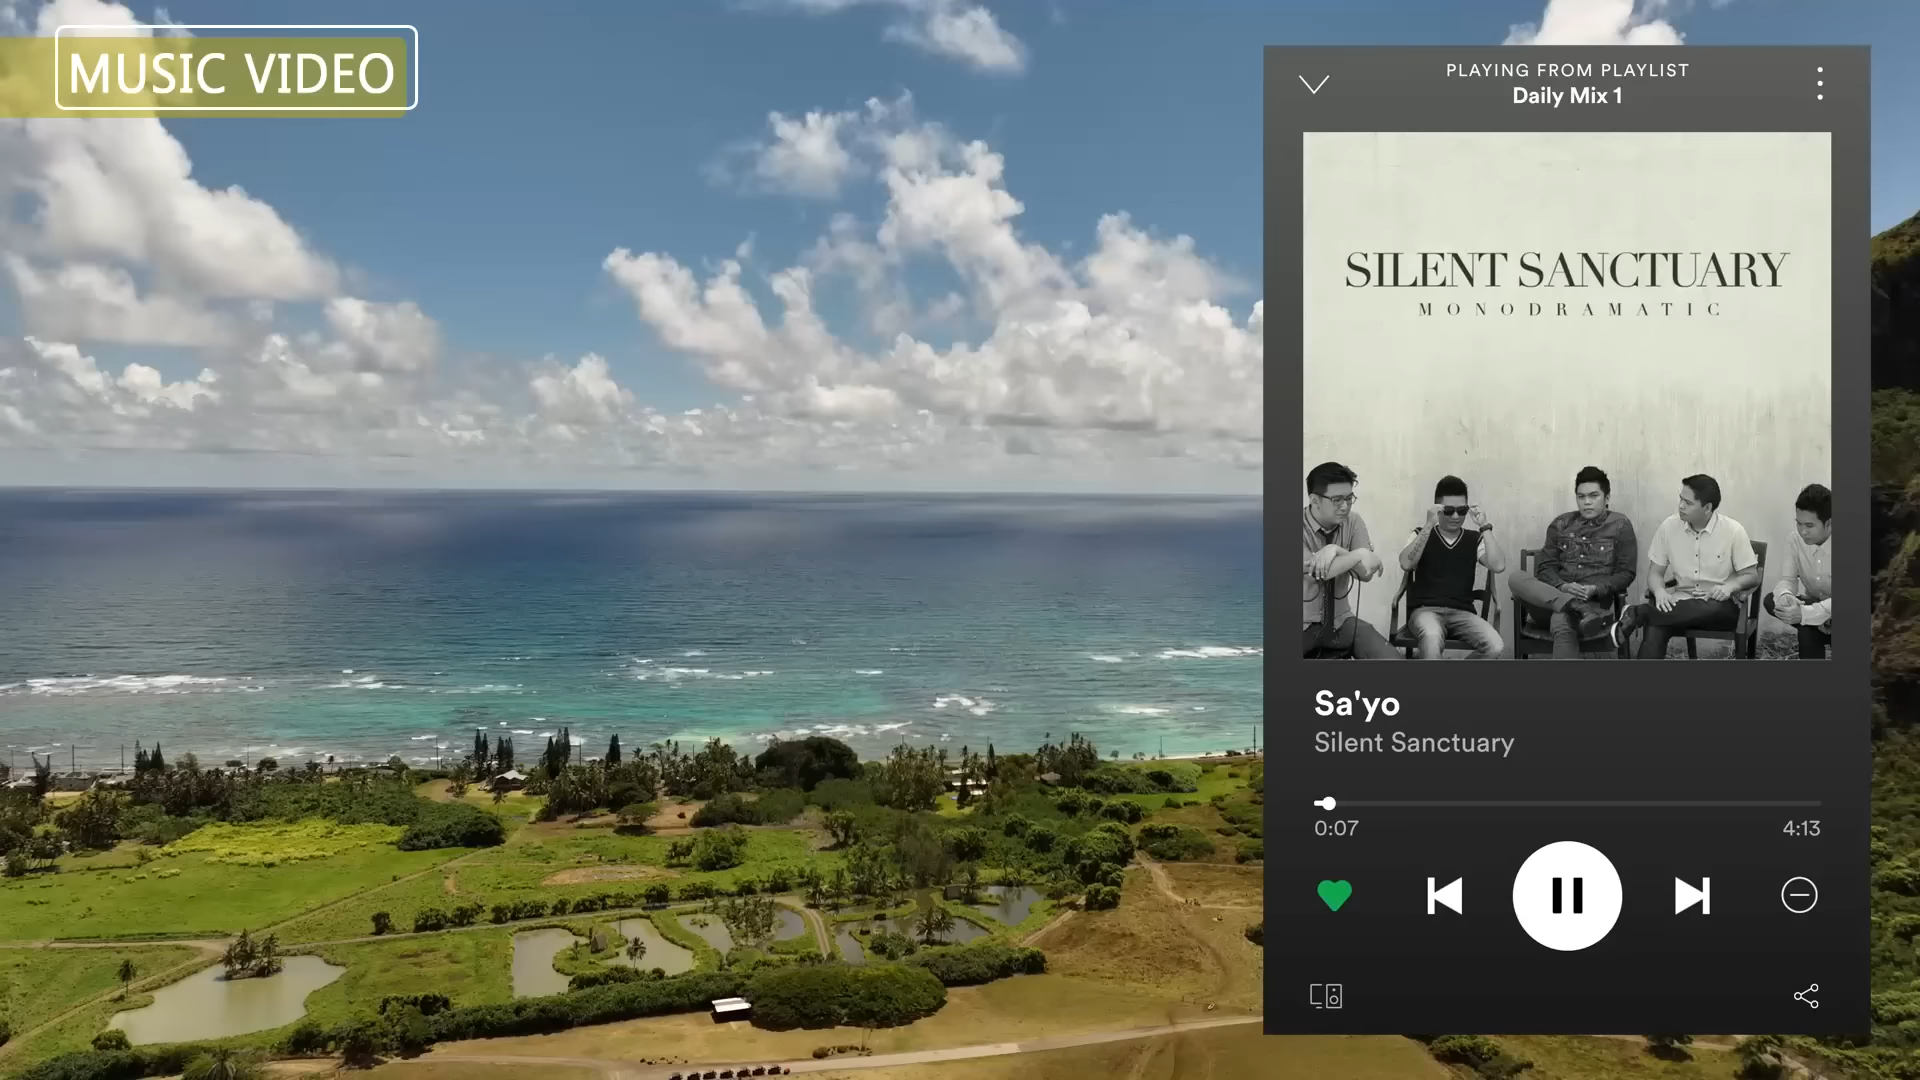 MUSIC VIDEO
PLAYING FROM PLAYLIST
Daily Mix 1
SILENT SANCTUARY
MONODRAMATIC
Sa'yo
Silent Sanctuary
0:07
4:13